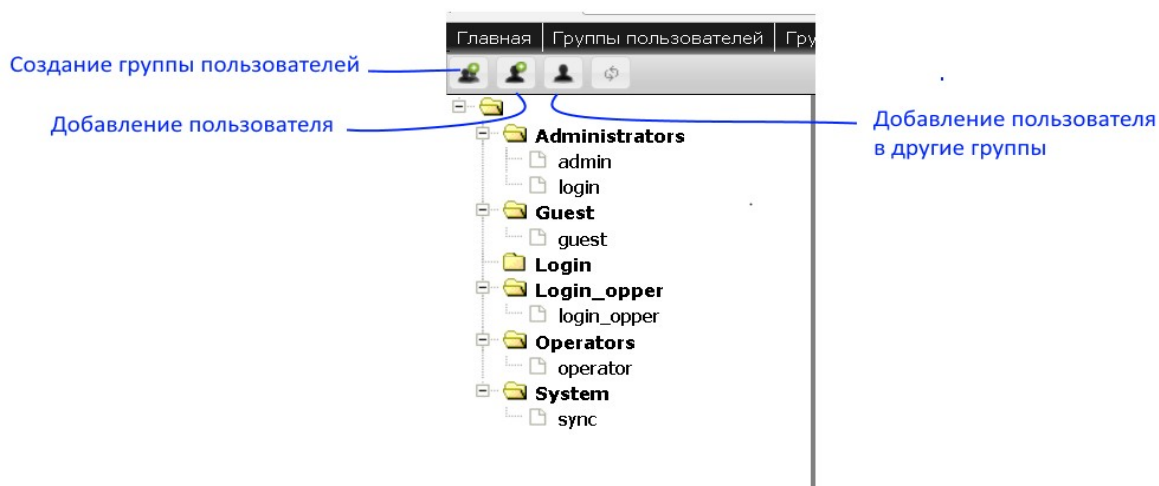 Главная Группы пользователей Гру
Создание группы пользователей
Добавление пользователя
Добавление пользователя
в другие группы
Administrators
admin
login
Guest
guest
Login
Login_opper
login_opper
Operators
operator
System
sync